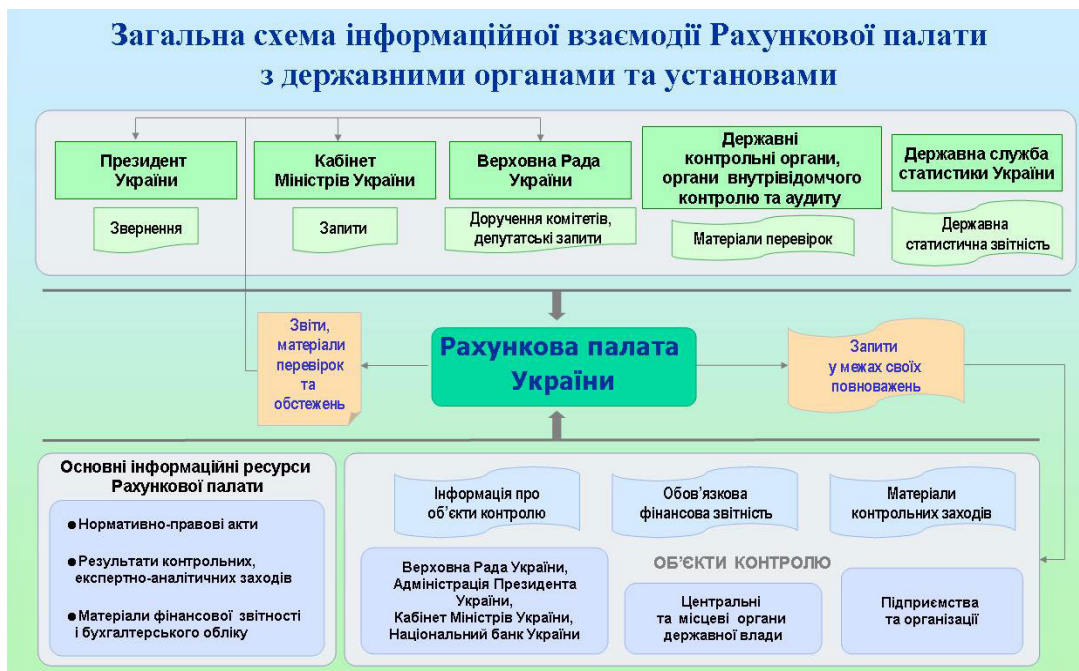 Загальна схема інформаційної взаємодії Рахункової палати
з державними органами та установами
Президент
України
Кабінет
Міністрів України
Верховна Рада
України
Державні
контрольні органи,
органи внутрівідомчого
контролю та аудиту
Державна служба
статистики України
Звернення
Запити
Доручення комітетів,
депутатські запити
Матеріали перевірок
Державна
статистична звітність
Звіти,
матеріали
перевірок
та
обстежень
Рахункова палата
України
Запити
у межах своїх
повноважень
Основні інформаційні ресурси
Рахункової палати
● Нормативно-правові акти
● Результати контрольних,
експертно-аналітичних заходів
● Матеріали фінансової звітності
і бухгалтерського обліку
Інформація про
об'єкти контролю
Обов'язкова
фінансова звітність
Матеріали
контрольних заходів
ОБ'ЄКТИ КОНТРОЛЮ
Верховна Рада України,
Адміністрація Президента
України,
Кабінет Міністрів України,
Національний банк України
Центральні
та місцеві органи
державної влади
Підприємства
та організації